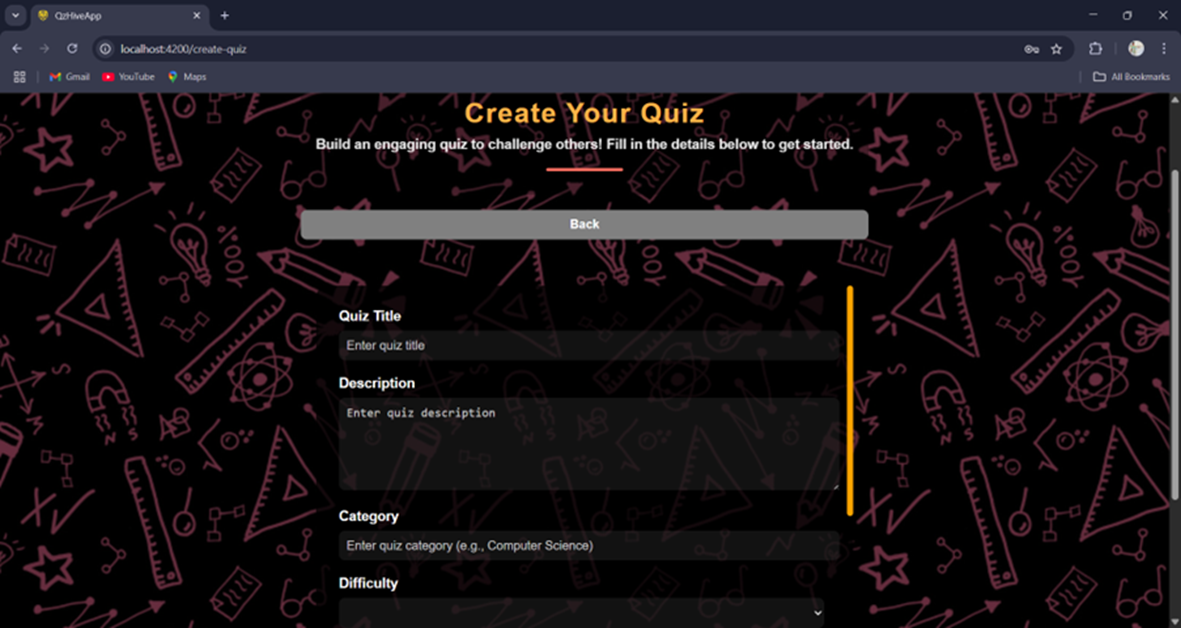 QzHiveApp
localhost:4200/create-quiz
Gmail YouTube Maps All Bookmarks
Create Your Quiz
Build an engaging quiz to challenge others! Fill in the details below to get started.
Back
Quiz Title
Enter quiz title
Description
Enter quiz description
Category
Enter quiz category (e.g., Computer Science)
Difficulty